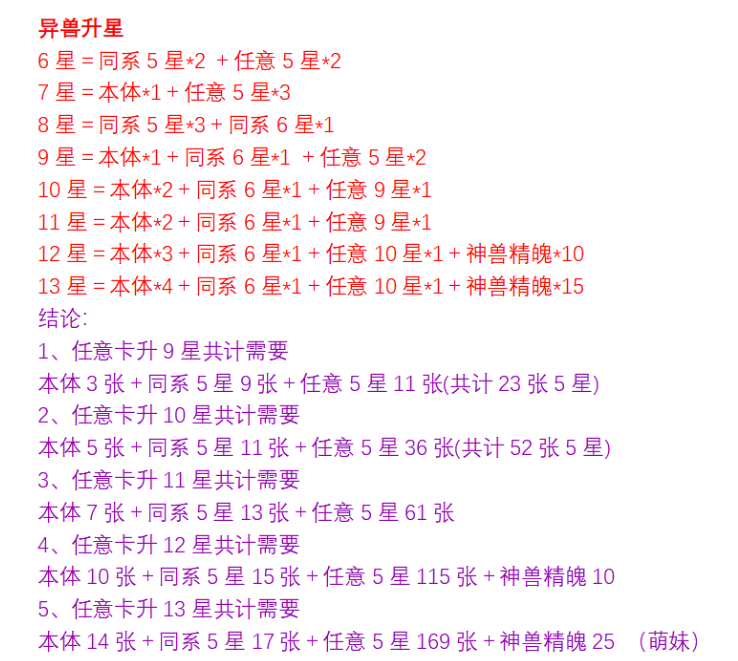 异兽升星
6 星 = 同系 5 星*2 + 任意 5 星*2
7 星 = 本体*1 + 任意 5 星*3
8 星 = 同系 5 星*3 + 同系 6 星*1
9 星 = 本体*1 + 同系 6 星*1 + 任意 5 星*2
10 星 = 本体*2 + 同系 6 星*1 + 任意 9 星*1
11 星 = 本体*2 + 同系 6 星*1 + 任意 9 星*1
12 星 = 本体*3 + 同系 6 星*1 + 任意 10 星*1 + 神兽精魄*10
13 星 = 本体*4 + 同系 6 星*1 + 任意 10 星*1 + 神兽精魄*15
结论:
1、任意卡升 9 星共计需要
本体 3 张 + 同系 5 星 9 张 + 任意 5 星 11 张(共计 23 张 5 星)
2、任意卡升 10 星共计需要
本体 5 张 + 同系 5 星 11 张 + 任意 5 星 36 张(共计 52 张 5 星)
3、任意卡升 11 星共计需要
本体 7 张 + 同系 5 星 13 张 + 任意 5 星 61 张
4、任意卡升 12 星共计需要
本体 10 张 + 同系 5 星 15 张 + 任意 5 星 115 张 + 神兽精魄 10
5、任意卡升 13 星共计需要
本体 14 张 + 同系 5 星 17 张 + 任意 5 星 169 张 + 神兽精魄 25 （萌妹）